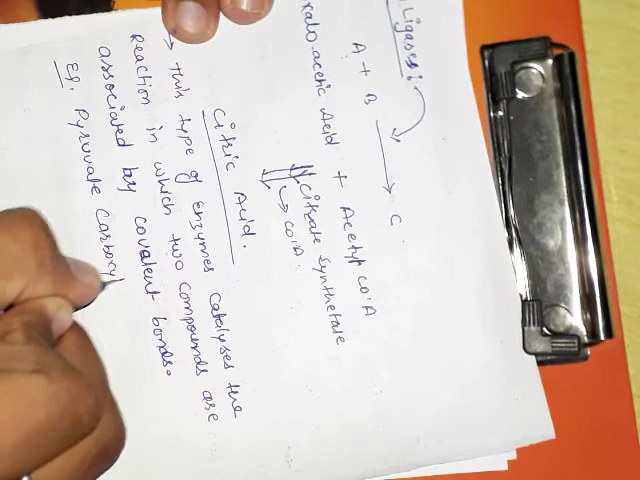 Ligases:
A + B → C
oxalo acetic Acid + Acetyl CO'A
Citrate Synthetase
CO'A
Citric Acid.
→ This type of enzymes Catalyses the
Reaction in which two Compounds are
associated by covalent bonds.
Eg. Pyruvate Carboxyl